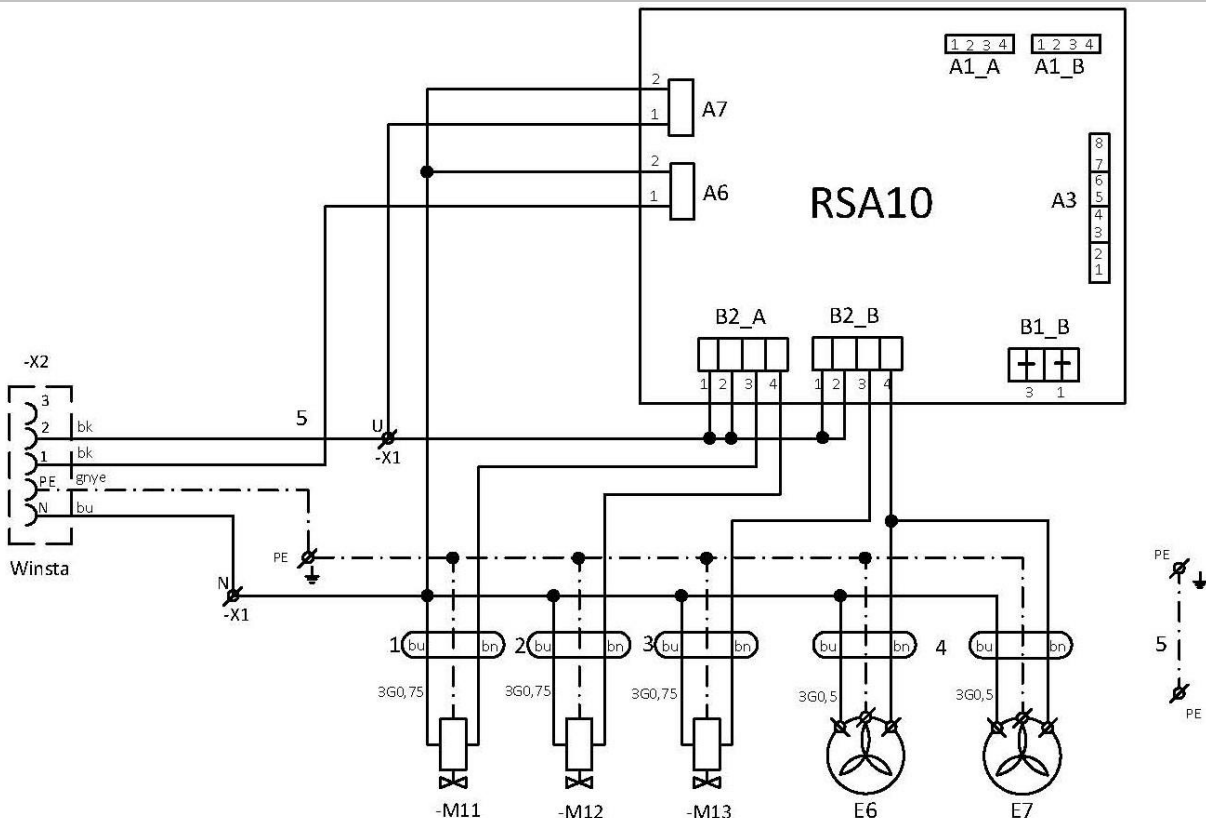 1 2 3 4 1 2 3 4
A1_A A1_B
2
A7
1
2
A6
1
RSA10
8
7
6
5
A3
4
3
2
1
B2_A B2_B B1_B
1 2 3 4 1 2 3 4 3 1
-X2
3
2 bk 5 U
-X1
1 bk
PE gnye
N bu
Winsta
PE
N
-X1
PE
1 bu bn 2 bu bn 3 bu bn bu bn 4 bu bn 5
3G0,75 3G0,75 3G0,75 3G0,5 3G0,5
PE
-M11 -M12 -M13 E6 E7